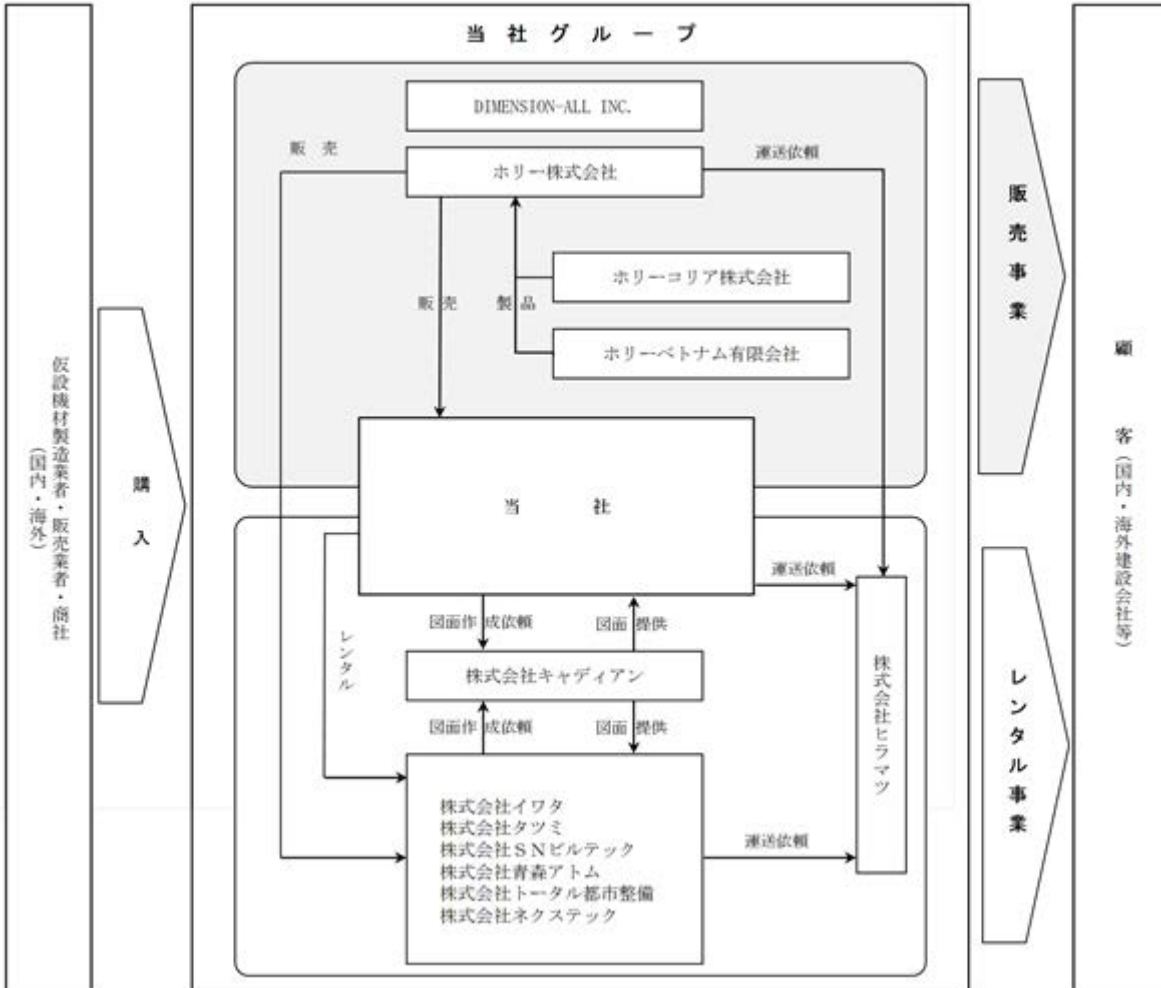 当社グループ
DIMENSION-ALL INC.
販売
ホリー株式会社
運送依頼
ホリーコリア株式会社
販売
製品
ホリーベトナム有限会社
仮設機材製造業者・販売業者・商社
(国内・海外)
購入
当社
運送依頼
図面作成依頼
図面提供
レンタル
株式会社キャディアン
図面作成依頼
図面提供
株式会社イワタ
株式会社タツミ
株式会社SNビルテック
株式会社青森アトム
株式会社トータル都市整備
株式会社ネクステック
運送依頼
株式会社ヒラマツ
販売事業
レンタル事業
顧客(国内・海外建設会社等)